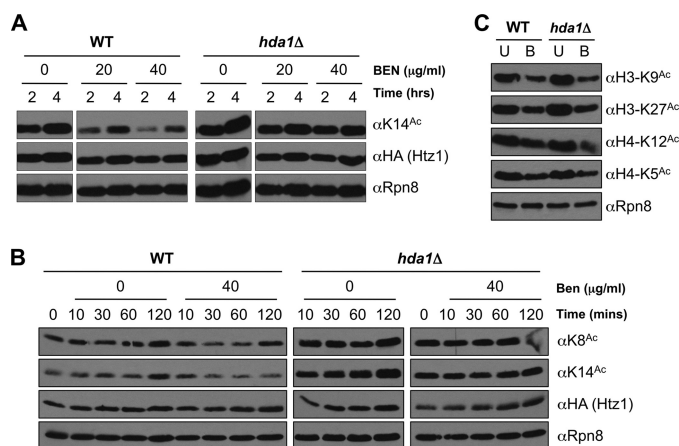 A
WT
hda1Δ
0 20 40 0 20 40 BEN (μg/ml)
2 4 2 4 2 4 2 4 2 4 2 4 Time (hrs)
αK14Ac
αHA (Htz1)
αRpn8
C
WT hda1Δ
U B U B
αH3-K9Ac
αH3-K27Ac
αH4-K12Ac
αH4-K5Ac
αRpn8
B
WT
hda1Δ
0 40 0 40 Ben (μg/ml)
0 10 30 60 120 10 30 60 120 10 30 60 120 0 10 30 60 120 Time (mins)
αK8Ac
αK14Ac
αHA (Htz1)
αRpn8